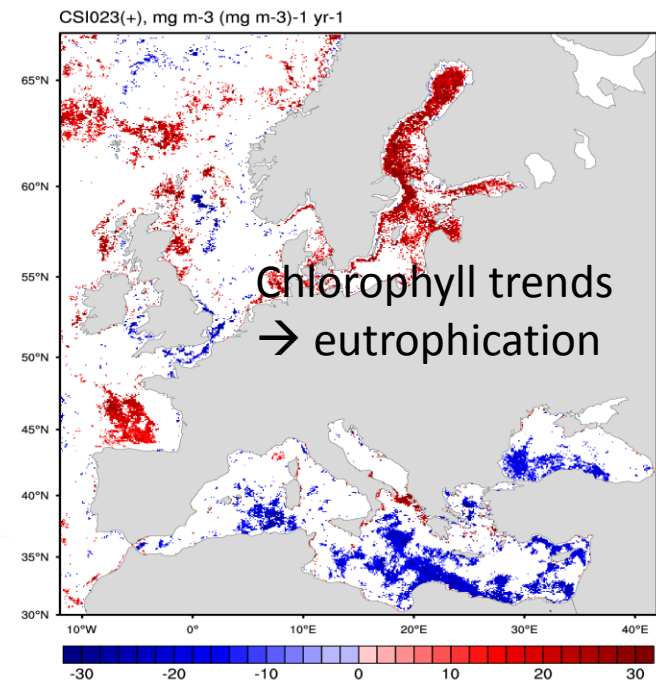 CSI023(+), mg m-3 (mg m-3)-1 yr-1
65°N
60°N
55°N
Chlorophyll trends
→ eutrophication
50°N
45°N
40°N
35°N
30°N
10°W 0° 10°E 20°E 30°E 40°E
-30 -20 -10 0 10 20 30